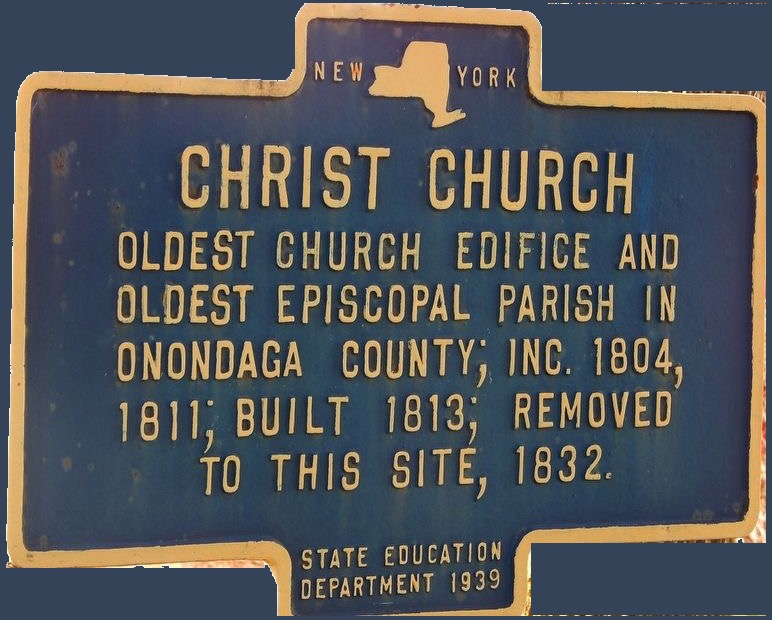 NEW YORK
CHRIST CHURCH
OLDEST CHURCH EDIFICE AND
OLDEST EPISCOPAL PARISH IN
ONONDAGA COUNTY; INC. 1804,
1811; BUILT 1813; REMOVED
TO THIS SITE, 1832.
STATE EDUCATION
DEPARTMENT 1939